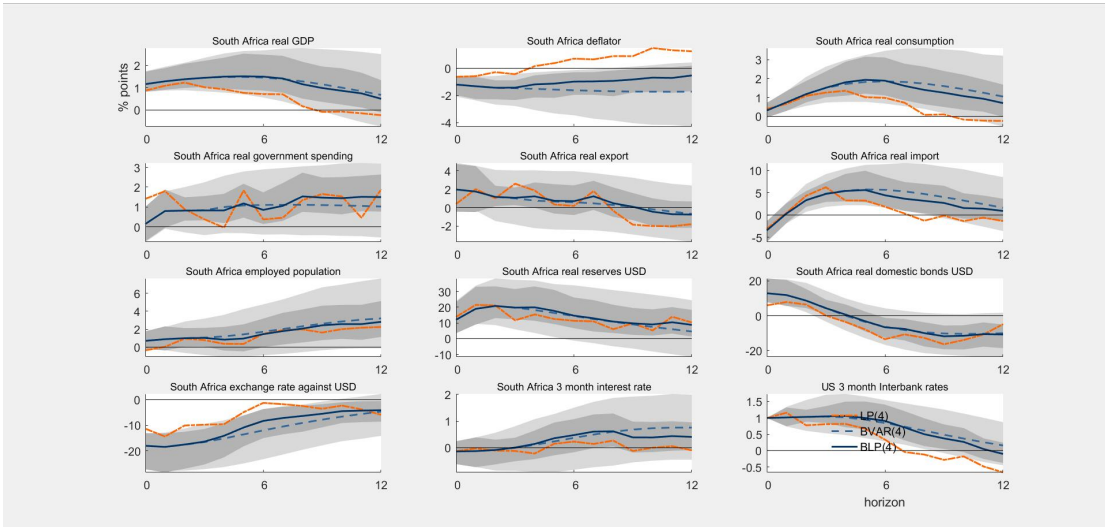 South Africa real GDP
South Africa deflator
South Africa real consumption
% points
2
1
0
0
-2
-4
3
2
1
0
0 6 12
0 6 12
0 6 12
South Africa real government spending
South Africa real export
South Africa real import
3
2
1
0
4
2
0
-2
10
5
0
-5
0 6 12
0 6 12
0 6 12
South Africa employed population
South Africa real reserves USD
South Africa real domestic bonds USD
6
4
2
0
30
20
10
0
-10
20
0
-20
0 6 12
0 6 12
0 6 12
South Africa exchange rate against USD
South Africa 3 month interest rate
US 3 month Interbank rates
0
-10
-20
2
1
0
1.5
1
0.5
0
-0.5
LP(4)
BVAR(4)
BLP(4)
0 6 12
0 6 12
0 6 12
horizon